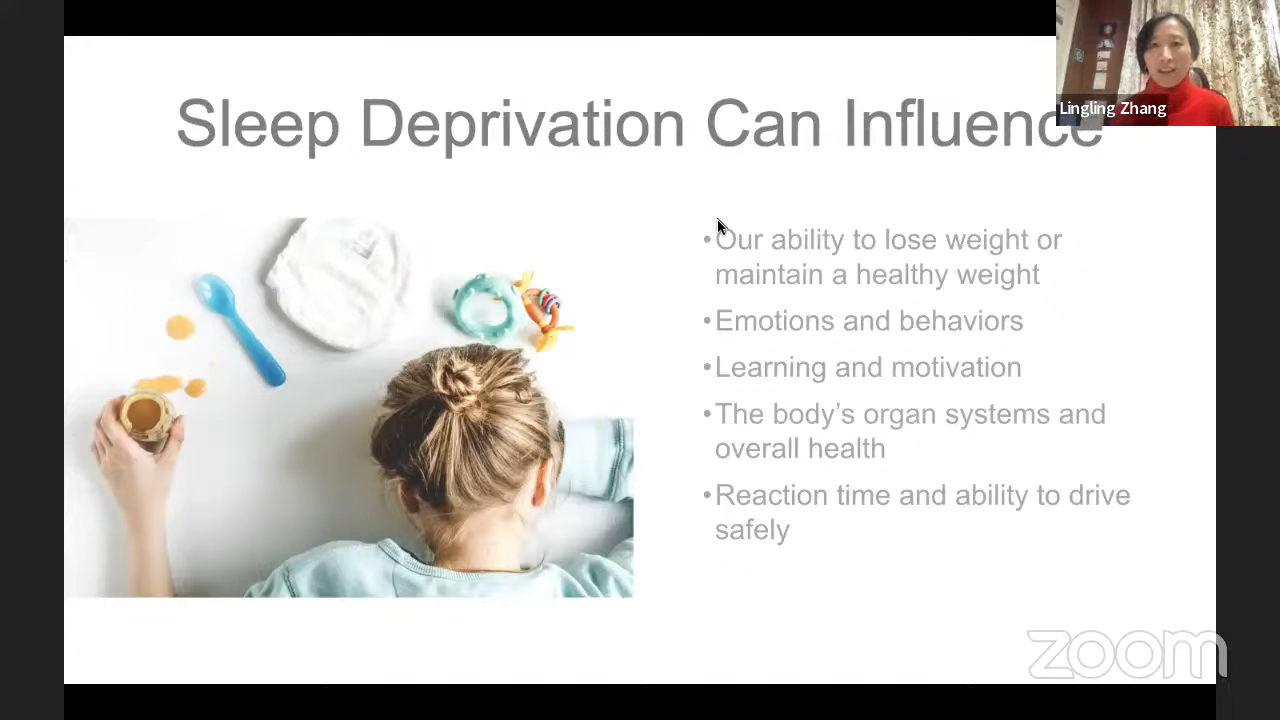 Sleep Deprivation Can Influence
Lingling Zhang
•Our ability to lose weight or
maintain a healthy weight
•Emotions and behaviors
•Learning and motivation
•The body’s organ systems and
overall health
•Reaction time and ability to drive
safely
zoom